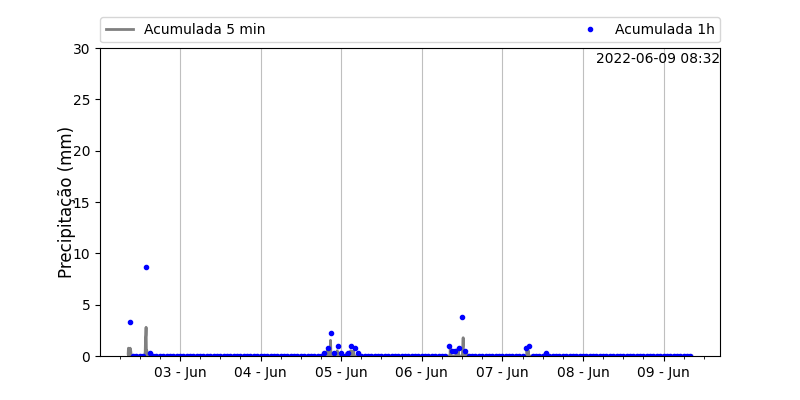 Acumulada 5 min
Acumulada 1h
2022-06-09 08:32
Precipitação (mm)
30
25
20
15
10
5
0
03 - Jun
04 - Jun
05 - Jun
06 - Jun
07 - Jun
08 - Jun
09 - Jun